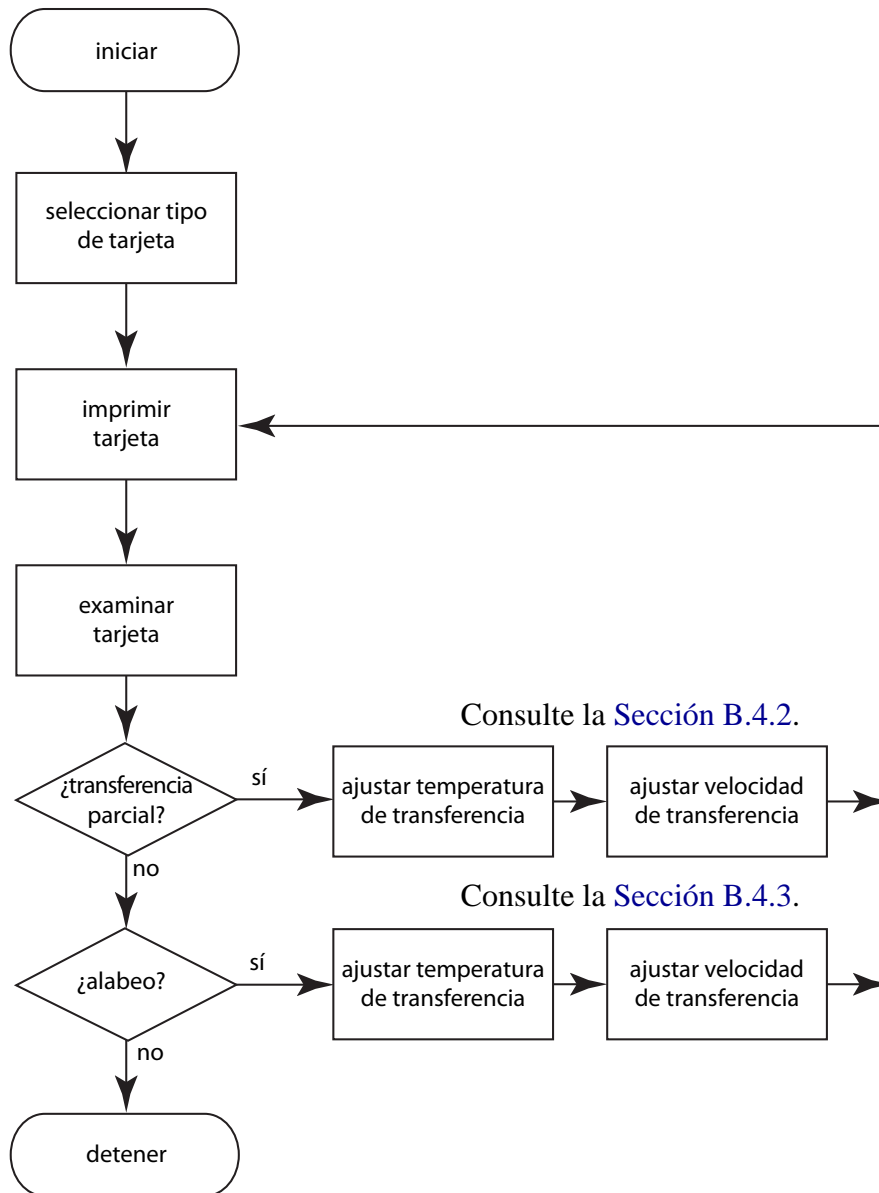 iniciar
seleccionar tipo
de tarjeta
imprimir
tarjeta
examinar
tarjeta
Consulte la Sección B.4.2.
¿transferencia
parcial?
sí
ajustar temperatura
de transferencia
ajustar velocidad
de transferencia
no
Consulte la Sección B.4.3.
¿alabeo?
sí
ajustar temperatura
de transferencia
ajustar velocidad
de transferencia
no
detener